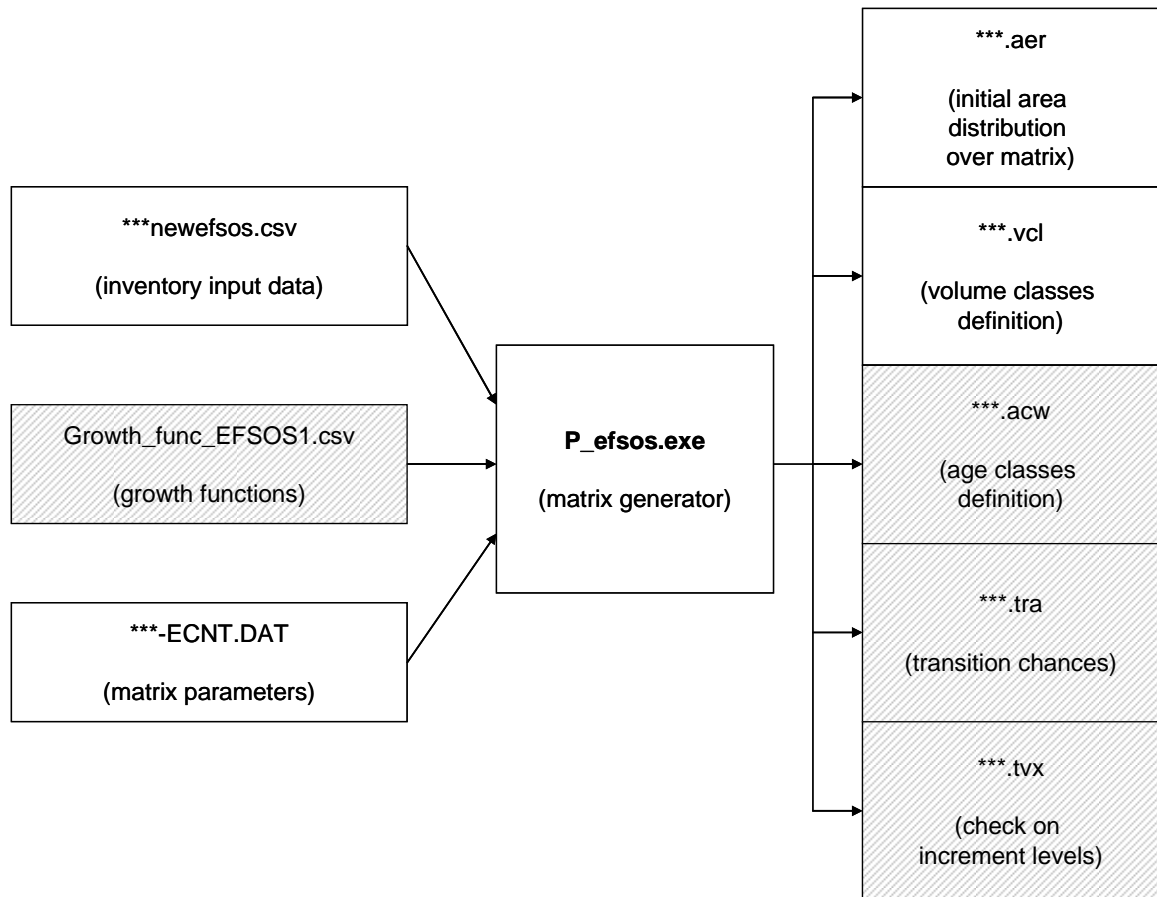 ***newefsos.csv
(inventory input data)
Growth_func_EFSOS1.csv
(growth functions)
***-ECNT.DAT
(matrix parameters)
P_efsos.exe
(matrix generator)
***.aer
(initial area
distribution
over matrix)
***.vcl
(volume classes
definition)
***.acw
(age classes
definition)
***.tra
(transition chances)
***.tvx
(check on
increment levels)